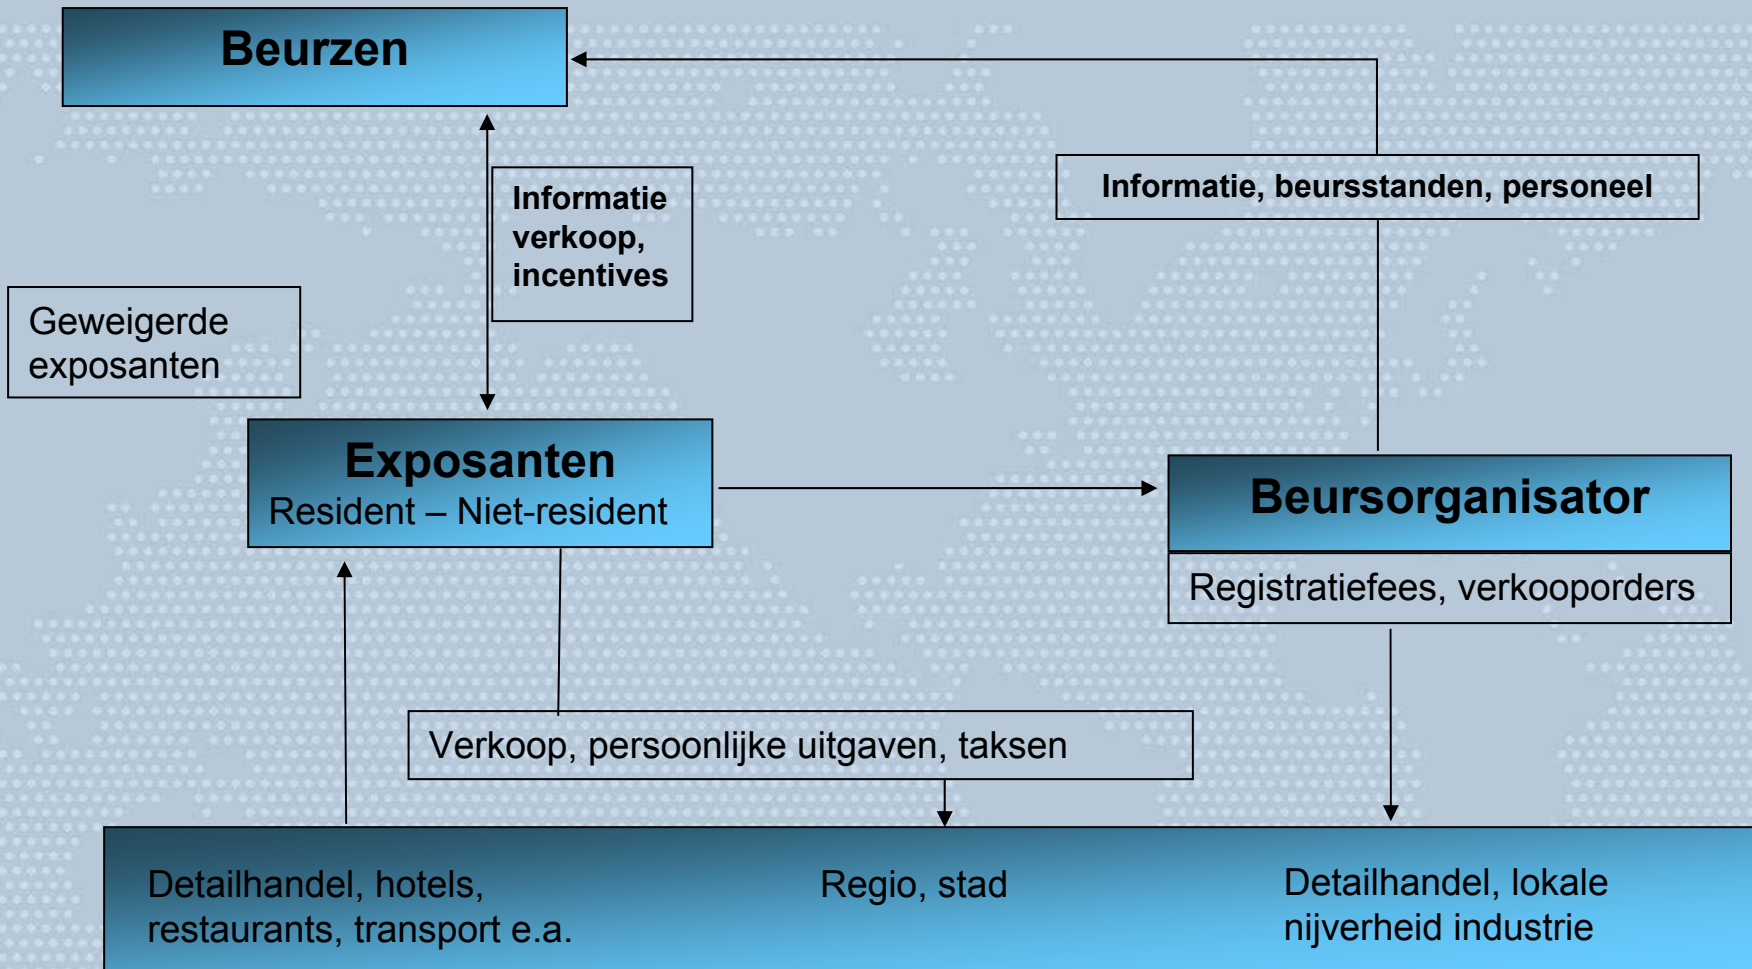 Beurzen
Informatie, beursstanden, personeel
Informatie
verkoop,
incentives
Geweigerde
exposanten
Exposanten
Resident – Niet-resident
Beursorganisator
Registratiefees, verkooporders
Verkoop, persoonlijke uitgaven, taksen
Detailhandel, hotels,
restaurants, transport e.a.
Regio, stad
Detailhandel, lokale
nijverheid industrie